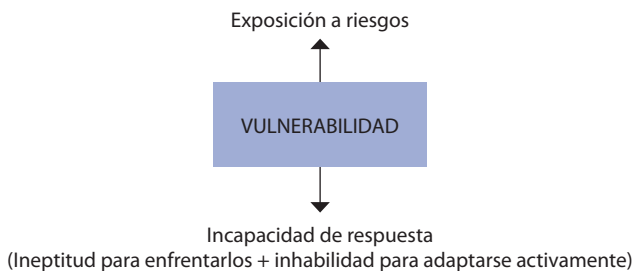 Exposición a riesgos
VULNERABILIDAD
Incapacidad de respuesta
(Ineptitud para enfrentarlos + inhabilidad para adaptarse activamente)